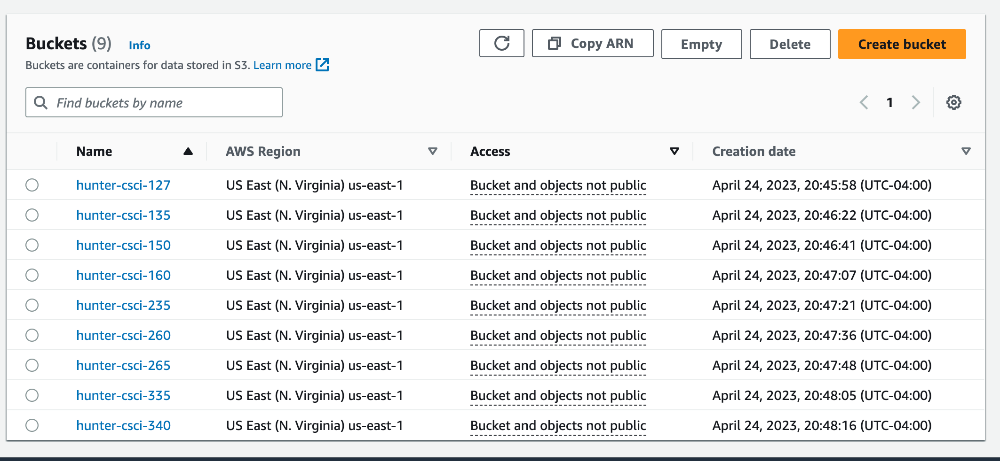 Buckets (9) Info
Copy ARN
Empty
Delete
Create bucket
Buckets are containers for data stored in S3. Learn more
Find buckets by name
1
Name AWS Region Access Creation date
hunter-csci-127 US East (N. Virginia) us-east-1 Bucket and objects not public April 24, 2023, 20:45:58 (UTC-04:00)
hunter-csci-135 US East (N. Virginia) us-east-1 Bucket and objects not public April 24, 2023, 20:46:22 (UTC-04:00)
hunter-csci-150 US East (N. Virginia) us-east-1 Bucket and objects not public April 24, 2023, 20:46:41 (UTC-04:00)
hunter-csci-160 US East (N. Virginia) us-east-1 Bucket and objects not public April 24, 2023, 20:47:07 (UTC-04:00)
hunter-csci-235 US East (N. Virginia) us-east-1 Bucket and objects not public April 24, 2023, 20:47:21 (UTC-04:00)
hunter-csci-260 US East (N. Virginia) us-east-1 Bucket and objects not public April 24, 2023, 20:47:36 (UTC-04:00)
hunter-csci-265 US East (N. Virginia) us-east-1 Bucket and objects not public April 24, 2023, 20:47:48 (UTC-04:00)
hunter-csci-335 US East (N. Virginia) us-east-1 Bucket and objects not public April 24, 2023, 20:48:05 (UTC-04:00)
hunter-csci-340 US East (N. Virginia) us-east-1 Bucket and objects not public April 24, 2023, 20:48:16 (UTC-04:00)